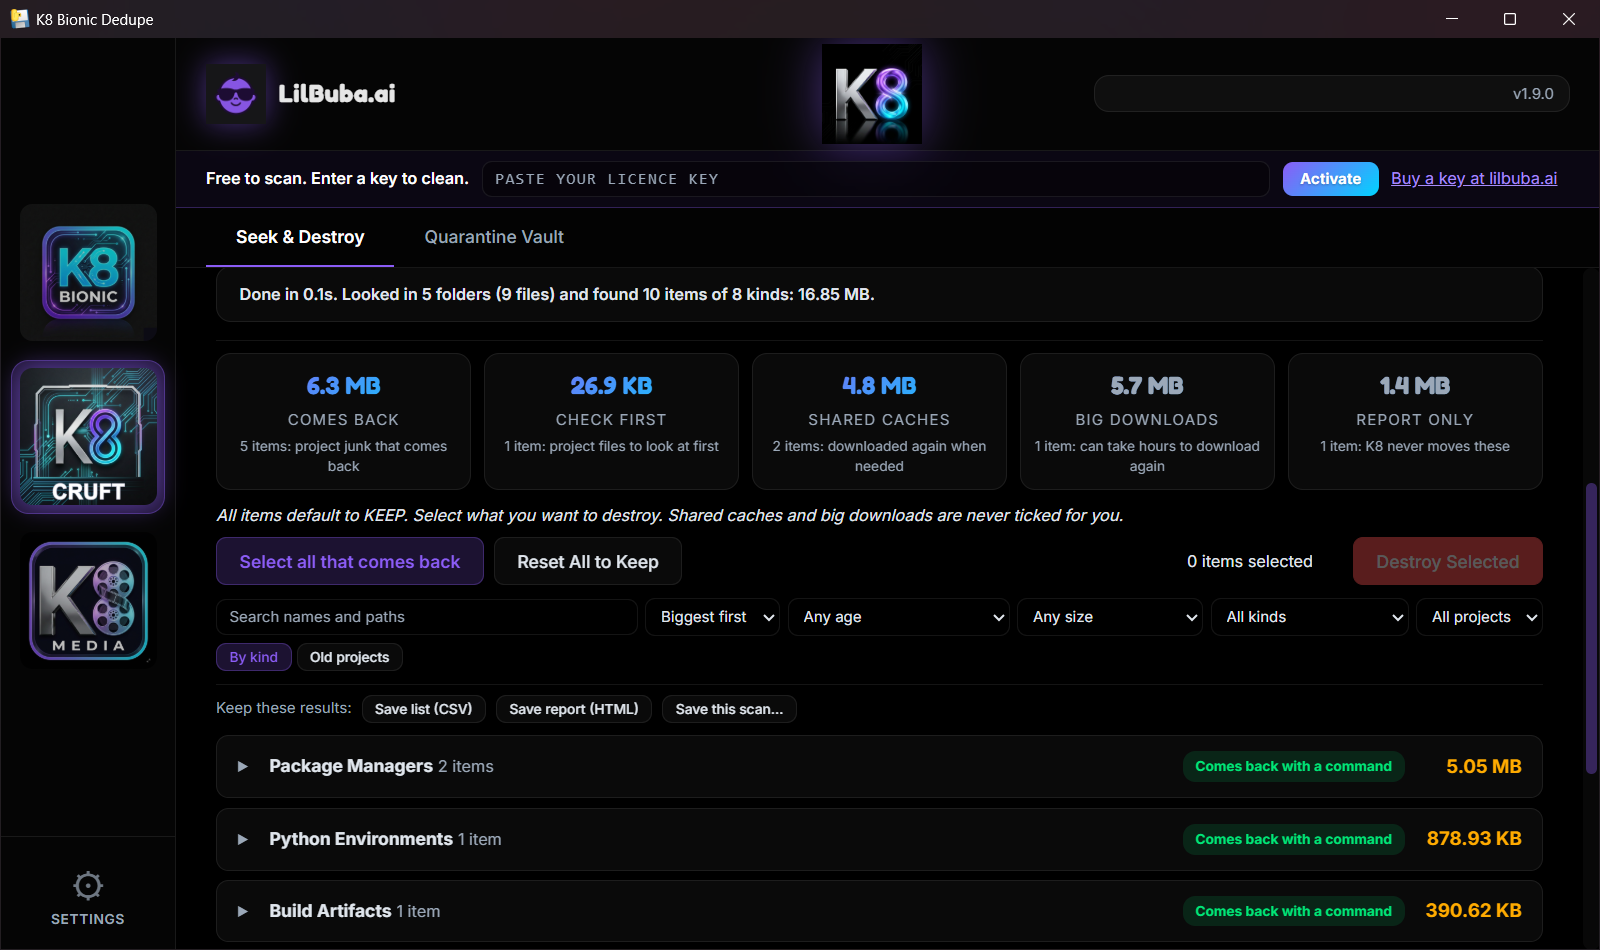 K8 Bionic Dedupe
LilBuba.ai
K8
v1.9.0
Free to scan. Enter a key to clean.
PASTE YOUR LICENCE KEY
Activate
Buy a key at lilbuba.ai
Seek & Destroy
Quarantine Vault
K8
BIONIC
K8
CRUFT
K8
MEDIA
SETTINGS
Done in 0.1s. Looked in 5 folders (9 files) and found 10 items of 8 kinds: 16.85 MB.
6.3 MB
COMES BACK
5 items: project junk that comes
back
26.9 KB
CHECK FIRST
1 item: project files to look at first
4.8 MB
SHARED CACHES
2 items: downloaded again when
needed
5.7 MB
BIG DOWNLOADS
1 item: can take hours to download
again
1.4 MB
REPORT ONLY
1 item: K8 never moves these
All items default to KEEP. Select what you want to destroy. Shared caches and big downloads are never ticked for you.
Select all that comes back
Reset All to Keep
0 items selected
Destroy Selected
Search names and paths
Biggest first
Any age
Any size
All kinds
All projects
By kind
Old projects
Keep these results:
Save list (CSV)
Save report (HTML)
Save this scan...
Package Managers 2 items
Comes back with a command
5.05 MB
Python Environments 1 item
Comes back with a command
878.93 KB
Build Artifacts 1 item
Comes back with a command
390.62 KB